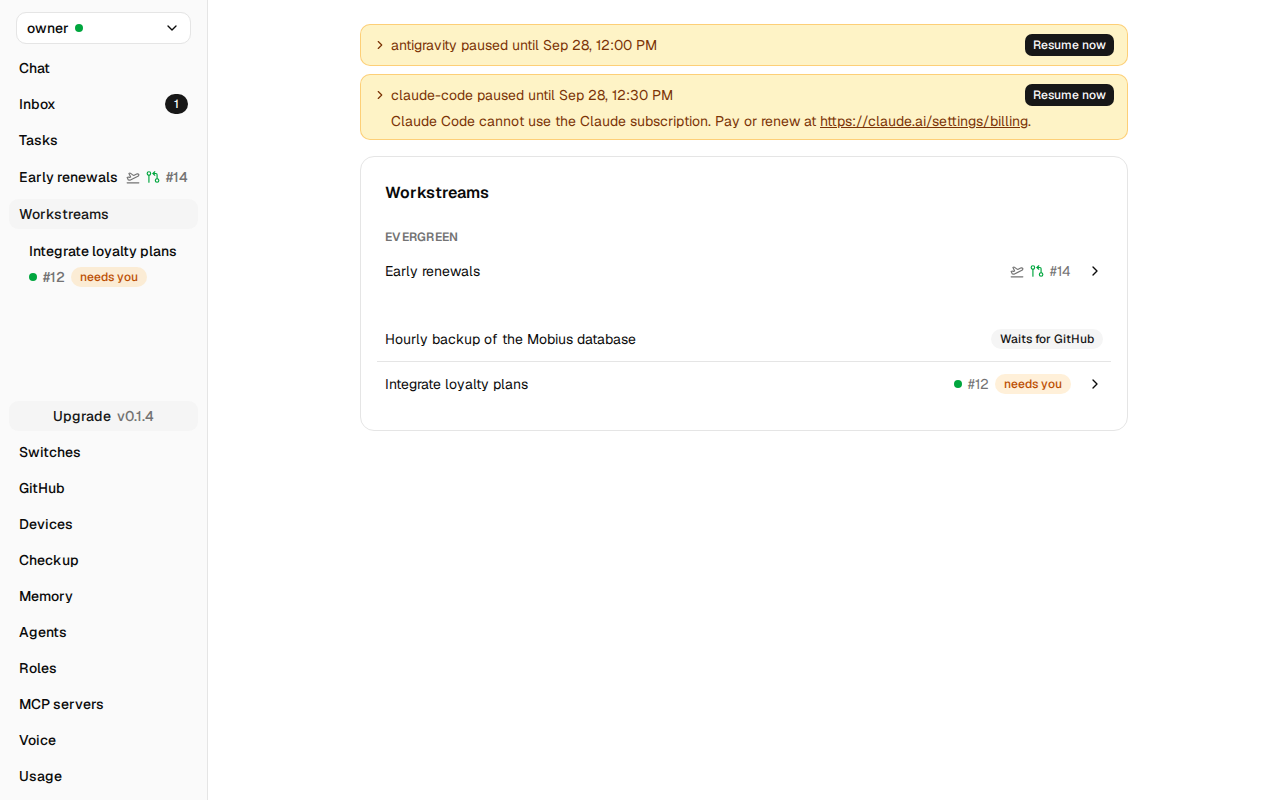 owner
Chat
Inbox 1
Tasks
Early renewals #14
Workstreams
Integrate loyalty plans
#12 needs you
Upgrade v0.1.4
Switches
GitHub
Devices
Checkup
Memory
Agents
Roles
MCP servers
Voice
Usage
antigravity paused until Sep 28, 12:00 PM Resume now
claude-code paused until Sep 28, 12:30 PM Resume now
Claude Code cannot use the Claude subscription. Pay or renew at https://claude.ai/settings/billing.
Workstreams
EVERGREEN
Early renewals #14
Hourly backup of the Mobius database Waits for GitHub
Integrate loyalty plans #12 needs you